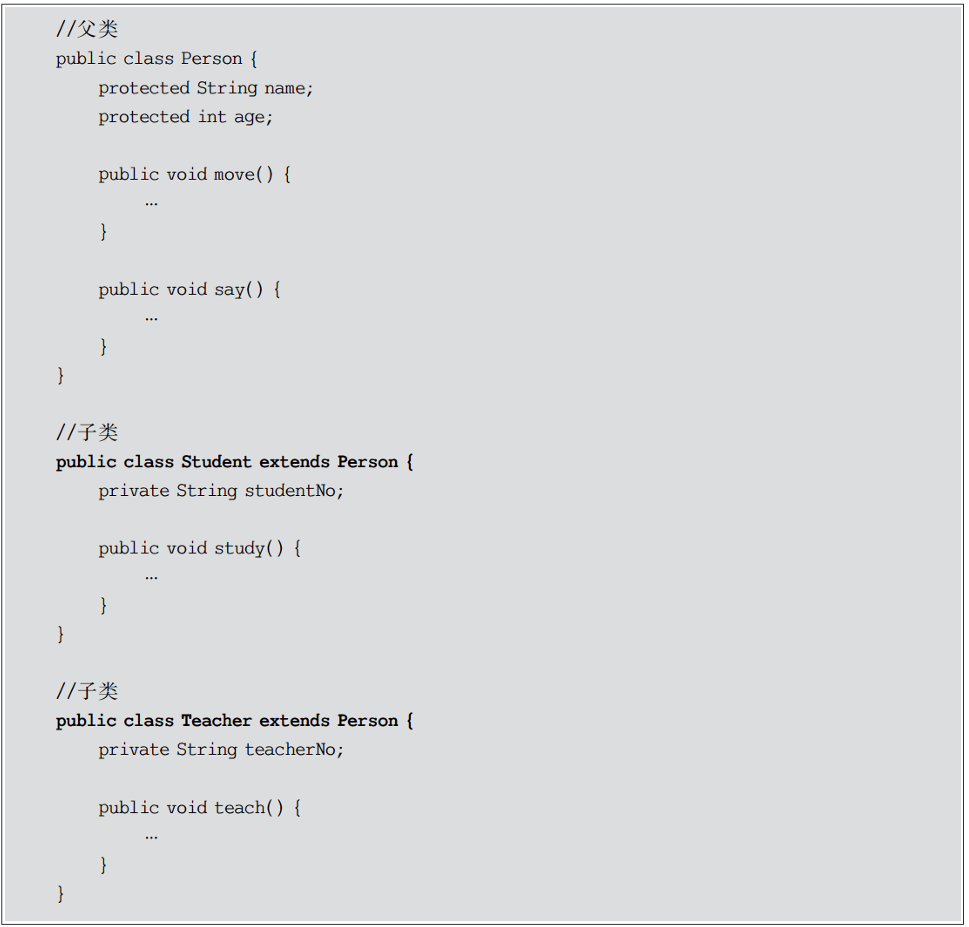 //父类
public class Person {
protected String name;
protected int age;
public void move() {
…
}
public void say() {
…
}
}
//子类
public class Student extends Person {
private String studentNo;
public void study() {
…
}
}
//子类
public class Teacher extends Person {
private String teacherNo;
public void teach() {
…
}
}